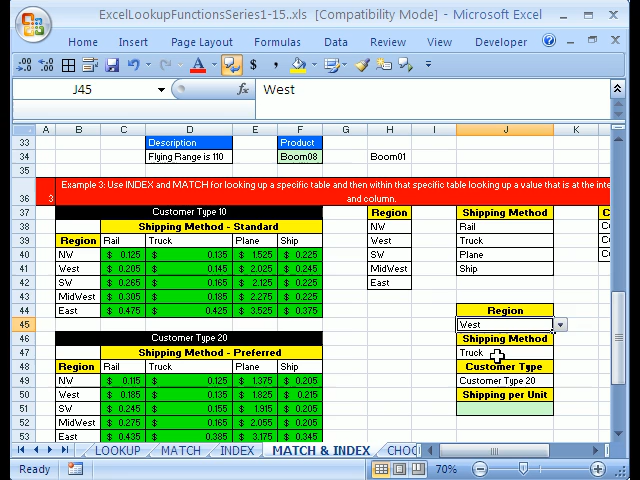 ExcelLookupFunctionsSeries1-15..xls [Compatibility Mode] - Microsoft Excel
Home Insert Page Layout Formulas Data Review View Developer
J45 fx West
A B C D E F G H I J K
33 Description Product
34 Flying Range is 110 Boom08 Boom01
35
Example 3: Use INDEX and MATCH for looking up a specific table and then within that specific table looking up a value that is at the inte
36 3 and column.
37 Customer Type 10 Region Shipping Method C
38 Shipping Method - Standard NW Rail Cu
39 Region Rail Truck Plane Ship West Truck Cu
40 NW $ 0.125 $ 0.135 $ 1.525 $ 0.225 SW Plane Cu
41 West $ 0.205 $ 0.145 $ 2.025 $ 0.245 MidWest Ship
42 SW $ 0.265 $ 0.165 $ 2.125 $ 0.225 East
43 MidWest $ 0.305 $ 0.185 $ 2.275 $ 0.225
44 East $ 0.475 $ 0.425 $ 3.525 $ 0.375 Region
45 West
46 Customer Type 20 Shipping Method
47 Shipping Method - Preferred Truck
48 Region Rail Truck Plane Ship Customer Type
49 NW $ 0.115 $ 0.125 $ 1.375 $ 0.205 Customer Type 20
50 West $ 0.185 $ 0.135 $ 1.825 $ 0.215 Shipping per Unit
51 SW $ 0.245 $ 0.155 $ 1.915 $ 0.205
52 MidWest $ 0.275 $ 0.165 $ 2.055 $ 0.205
53 East $ 0.435 $ 0.385 $ 3.175 $ 0.345
LOOKUP MATCH INDEX MATCH & INDEX CHOC
Ready 70%